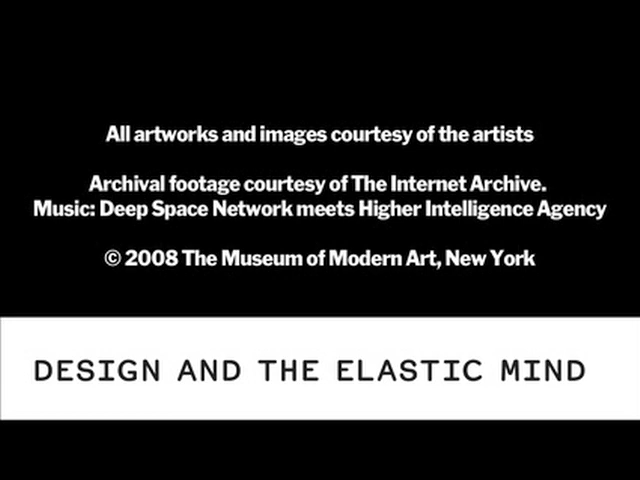 All artworks and images courtesy of the artists
Archival footage courtesy of The Internet Archive.
Music: Deep Space Network meets Higher Intelligence Agency
© 2008 The Museum of Modern Art, New York
DESIGN AND THE ELASTIC MIND